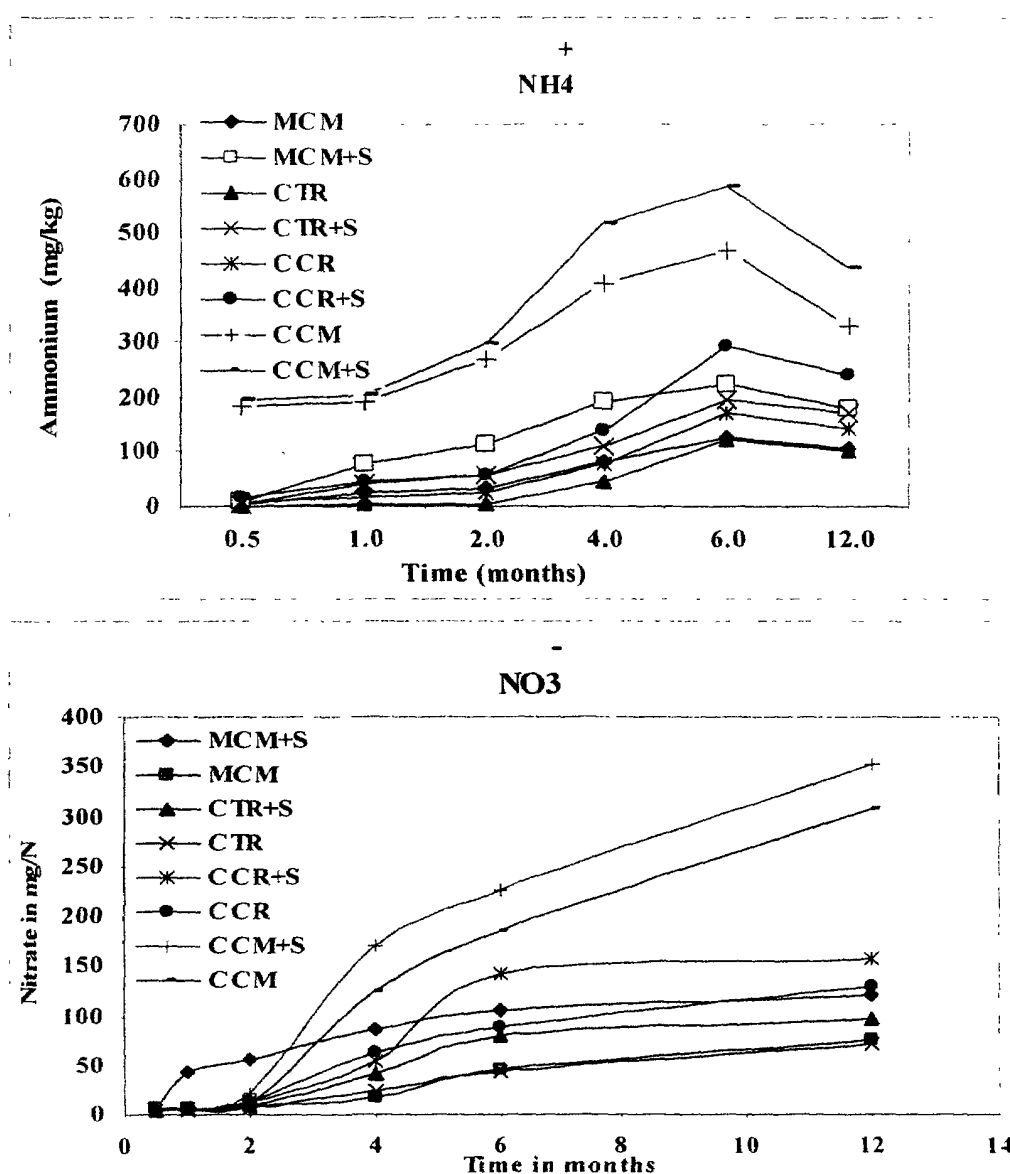 +
NH4
700
600
500
400
300
200
100
0
Ammonium (mg/kg)
MCM
MCM+S
CTR
CTR+S
CCR
CCR+S
CCM
CCM+S
0.5 1.0 2.0 4.0 6.0 12.0
Time (months)
-
NO3
400
350
300
250
200
150
100
50
0
Nitrate in mg/N
MCM+S
MCM
CTR+S
CTR
CCR+S
CCR
CCM+S
CCM
0 2 4 6 8 10 12 14
Time in months